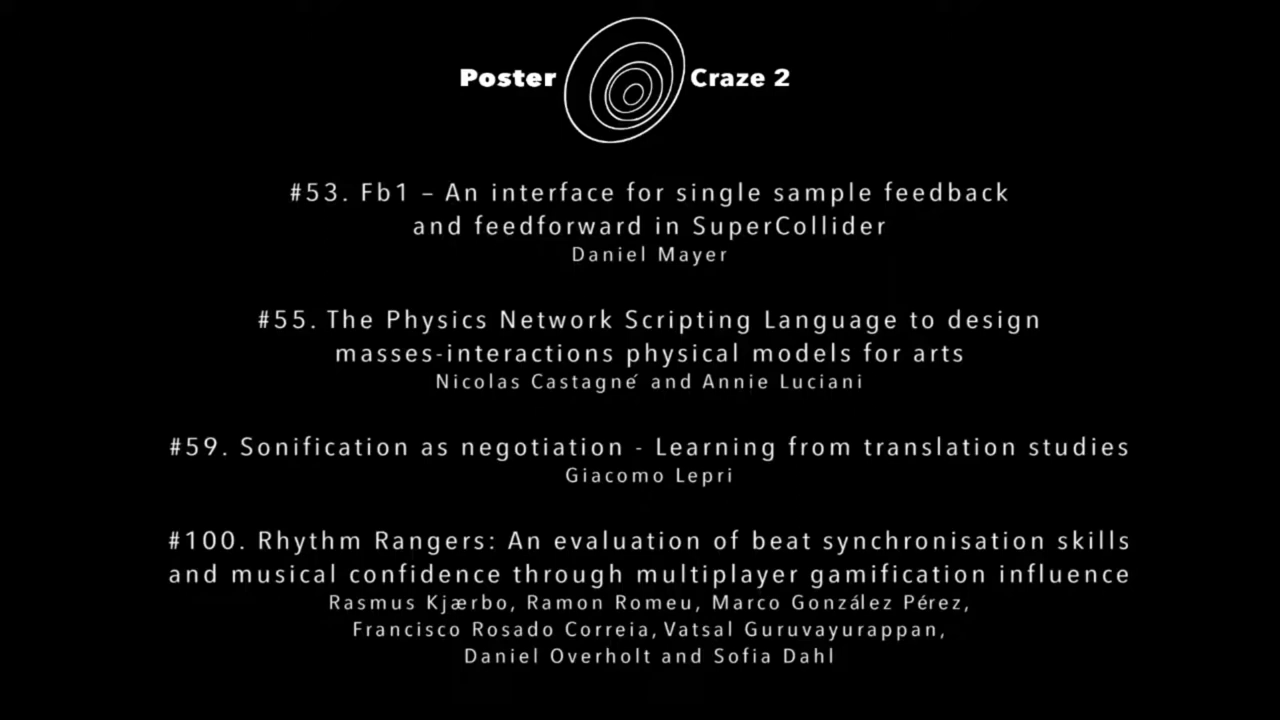 Poster Craze 2
#53. Fb1 – An interface for single sample feedback
and feedforward in SuperCollider
Daniel Mayer
#55. The Physics Network Scripting Language to design
masses-interactions physical models for arts
Nicolas Castagné and Annie Luciani
#59. Sonification as negotiation - Learning from translation studies
Giacomo Lepri
#100. Rhythm Rangers: An evaluation of beat synchronisation skills
and musical confidence through multiplayer gamification influence
Rasmus Kjærbo, Ramon Romeu, Marco González Pérez,
Francisco Rosado Correia, Vatsal Guruvayurappan,
Daniel Overholt and Sofia Dahl